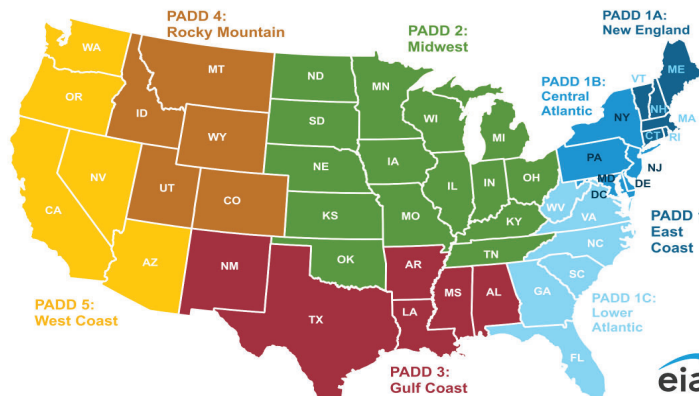 PADD 4:
Rocky Mountain
PADD 2:
Midwest
PADD 1A:
New England
PADD 1B:
Central
Atlantic
WA
MT
ND
MN
VT
ME
OR
ID
SD
WI
MI
NY
NH
MA
WY
CT
RI
NE
IA
PA
NJ
NV
UT
IL
IN
OH
MD
DE
DC
CA
CO
KS
MO
WV
VA
KY
PADD 1
East
Coast
NC
TN
AZ
NM
OK
AR
SC
MS
AL
GA
PADD 5:
West Coast
TX
LA
PADD 1C:
Lower
Atlantic
FL
PADD 3:
Gulf Coast
eia